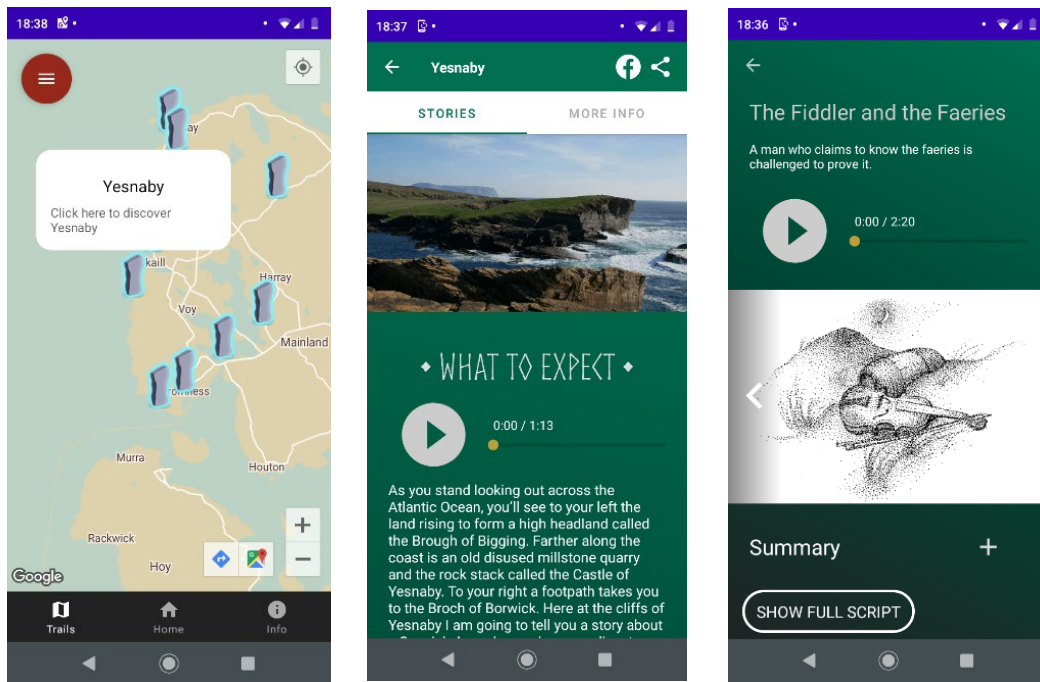 18:38
ay
Yesnaby
Click here to discover
Yesnaby
kaill
Harray
Voy
Mainland
Murra
Houton
Rackwick
Hoy
Google
Trails
Home
Info
18:37
Yesnaby
STORIES
MORE INFO
WHAT TO EXPECT
0:00 / 1:13
As you stand looking out across the
Atlantic Ocean, you'll see to your left the
land rising to form a high headland called
the Brough of Bigging. Farther along the
coast is an old disused millstone quarry
and the rock stack called the Castle of
Yesnaby. To your right a footpath takes you
to the Broch of Borwick. Here at the cliffs of
Yesnaby I am going to tell you a story about
18:36
The Fiddler and the Faeries
A man who claims to know the faeries is
challenged to prove it.
0:00 / 2:20
Summary
SHOW FULL SCRIPT